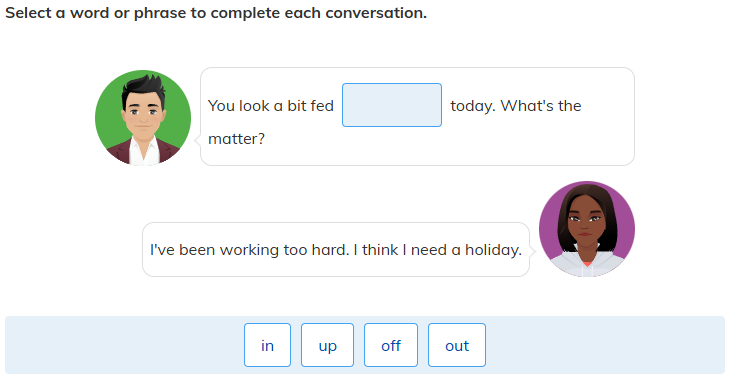 Select a word or phrase to complete each conversation.
You look a bit fed today. What's the
matter?
I've been working too hard. I think I need a holiday.
in up off out